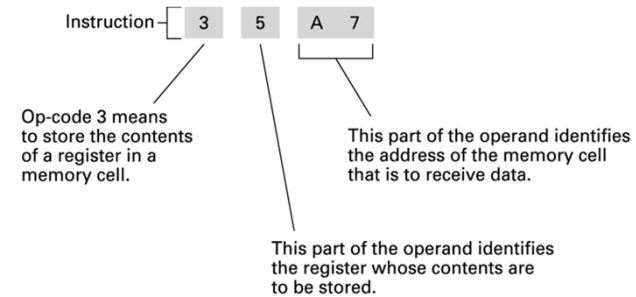 Instruction 3 5 A 7
Op-code 3 means
to store the contents
of a register in a
memory cell.
This part of the operand identifies
the address of the memory cell
that is to receive data.
This part of the operand identifies
the register whose contents are
to be stored.